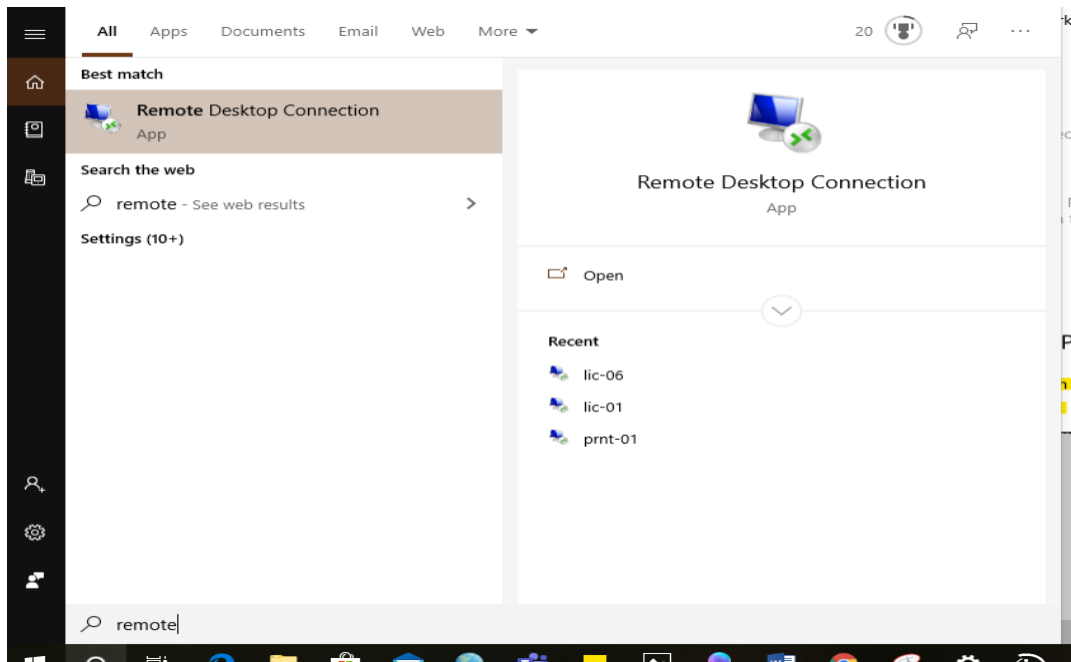 All Apps Documents Email Web More 20 ...
Best match
Remote Desktop Connection
App
Search the web
remote - See web results
Settings (10+)
Remote Desktop Connection
App
Open
Recent
lic-06
lic-01
prnt-01
remote